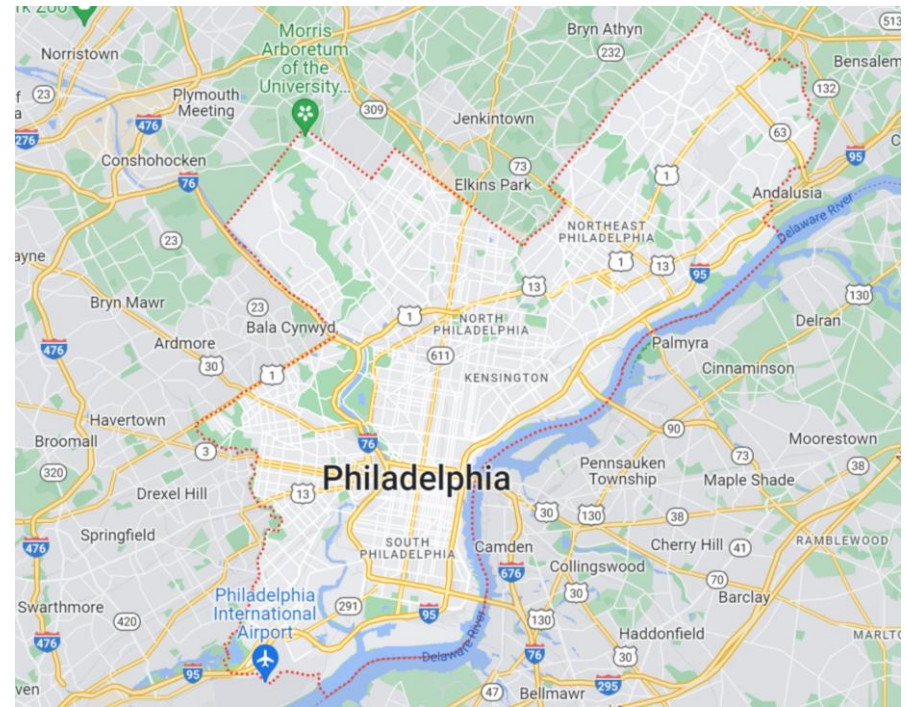 Norristown
Morris
Arboretum
of the
University...
Bryn Athyn
232
513
Bensalem
132
23
Plymouth
Meeting
309
476
276
Jenkintown
63
Conshohocken
73
95
76
Elkins Park
1
Andalusia
Delaware River
NORTHEAST
PHILADELPHIA
23
1
13
95
130
Bryn Mawr
23
13
Bala Cynwyd
1
NORTH
PHILADELPHIA
Delran
476
Ardmore
30
611
Palmyra
1
KENSINGTON
Cinnaminson
Havertown
90
Broomall
3
76
73
Moorestown
320
Philadelphia
Pennsauken
Township
38
Drexel Hill
13
Maple Shade
30
130
38
Springfield
476
SOUTH
PHILADELPHIA
Camden
Cherry Hill
41
RAMBLEWOOD
676
Collingswood
70
Swarthmore
Philadelphia
International
Airport
291
95
30
Barclay
420
130
Haddonfield
476
Delaware River
76
30
95
47
Bellmawr
295